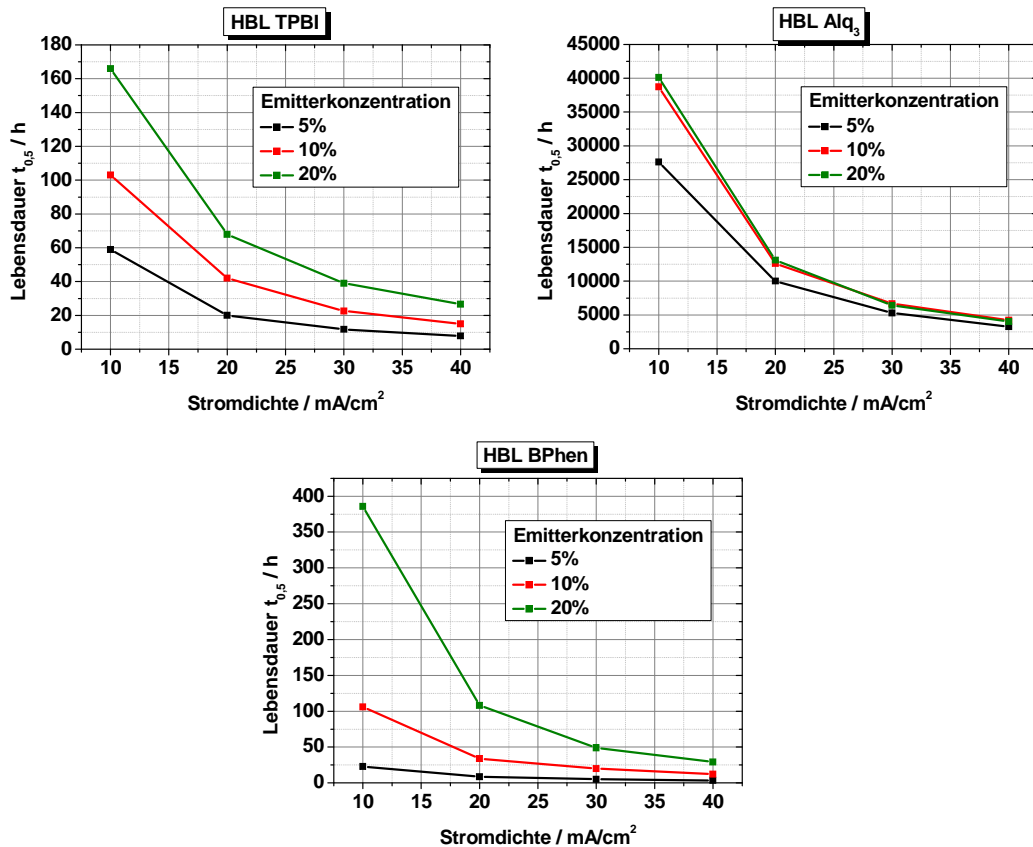 HBL TPBI
180
160
140
120
100
80
60
40
20
0
Lebensdauer t0,5 / h
Emitterkonzentration
5%
10%
20%
10 15 20 25 30 35 40
Stromdichte / mA/cm²
HBL Alq₃
45000
40000
35000
30000
25000
20000
15000
10000
5000
0
Lebensdauer t0,5 / h
Emitterkonzentration
5%
10%
20%
10 15 20 25 30 35 40
Stromdichte / mA/cm²
HBL BPhen
400
350
300
250
200
150
100
50
0
Lebensdauer t0,5 / h
Emitterkonzentration
5%
10%
20%
10 15 20 25 30 35 40
Stromdichte / mA/cm²